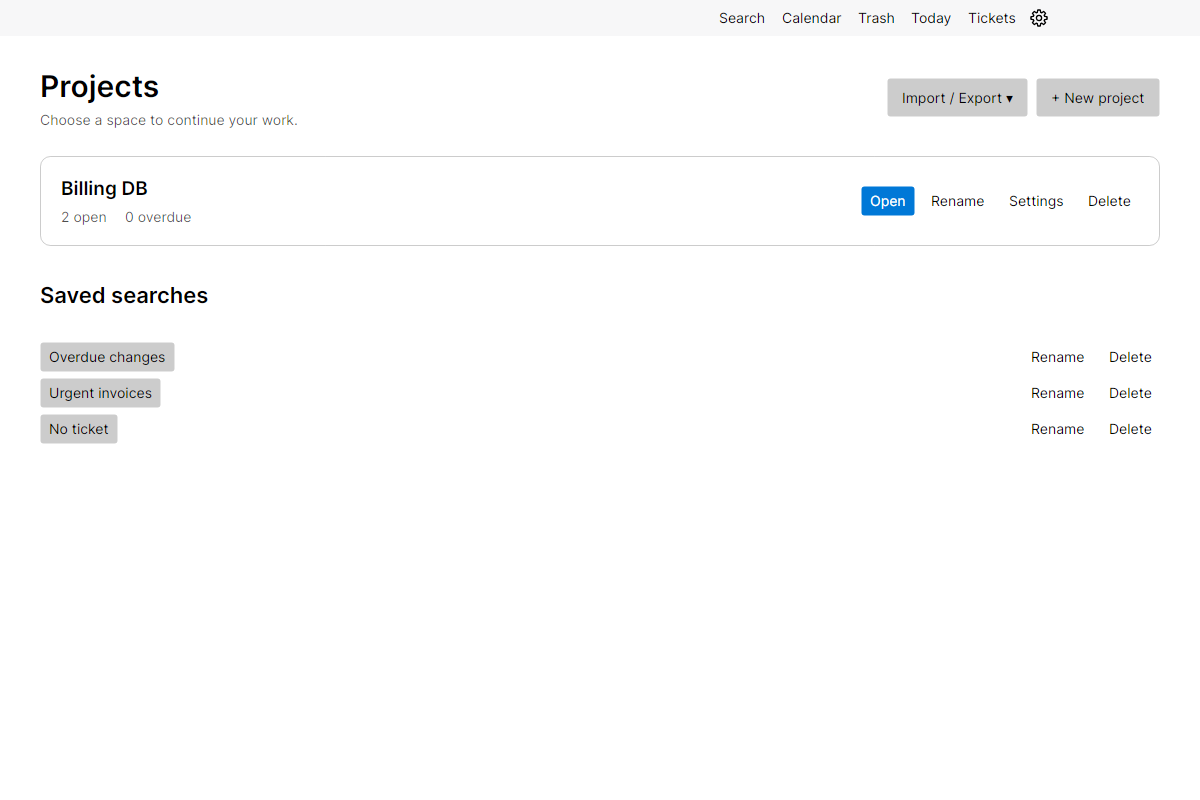 Search Calendar Trash Today Tickets
Projects
Choose a space to continue your work.
Import / Export ▾ + New project
Billing DB
2 open 0 overdue
Open Rename Settings Delete
Saved searches
Overdue changes Rename Delete
Urgent invoices Rename Delete
No ticket Rename Delete